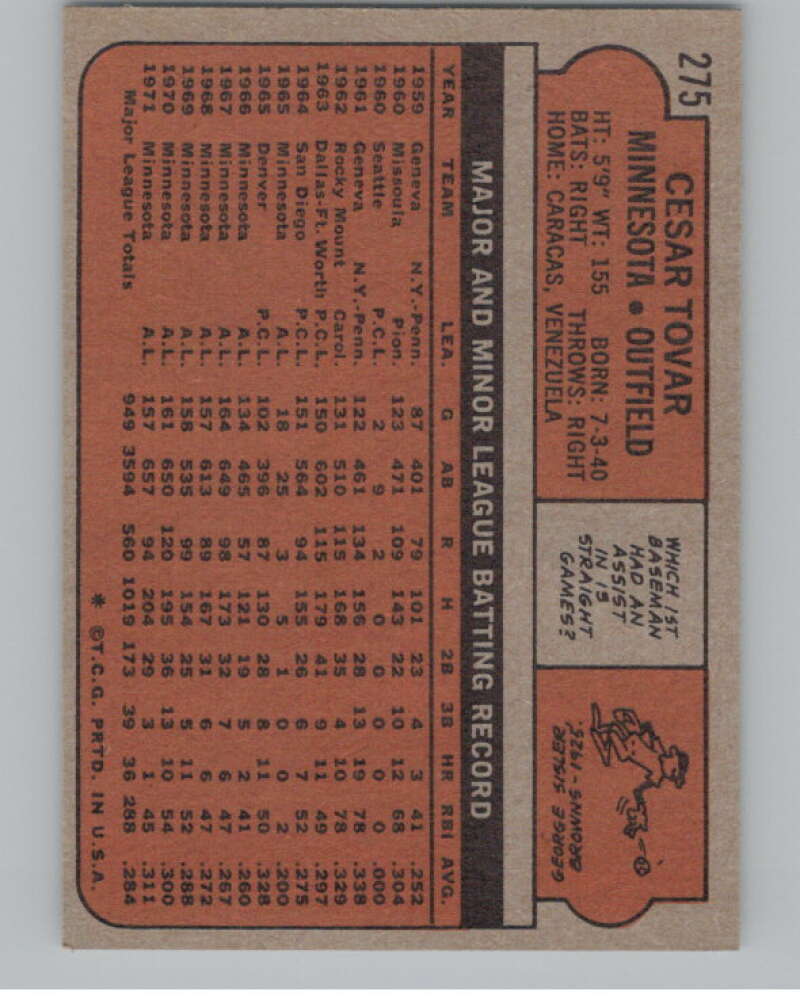 275
CESAR TOVAR
MINNESOTA • OUTFIELD
HT: 5'9" WT: 155 BORN: 7-3-40
BATS: RIGHT THROWS: RIGHT
HOME: CARACAS, VENEZUELA
WHICH 1ST
BASEMAN
HAD AN
ASSIST
IN 13
STRAIGHT
GAMES?
GEORGE SISLER
BROWNS - 1925.
MAJOR AND MINOR LEAGUE BATTING RECORD
YEAR TEAM LEA. G AB R H 2B 3B HR RBI AVG.
1959 Geneva N.Y.-Penn. 87 401 79 101 23 4 3 41 .252
1960 Missoula Pion. 123 471 109 143 22 10 12 68 .304
1960 Seattle P.C.L. 2 9 2 0 0 0 0 0 .000
1961 Geneva N.Y.-Penn. 122 461 134 156 28 13 19 78 .338
1962 Rocky Mount Carol. 131 510 115 168 35 4 10 78 .329
1963 Dallas-Ft. Worth P.C.L. 150 602 115 179 41 9 11 49 .297
1964 San Diego P.C.L. 151 564 94 155 26 6 7 52 .275
1965 Minnesota A.L. 18 25 3 5 1 0 0 2 .200
1965 Denver P.C.L. 102 396 87 130 28 8 11 50 .328
1966 Minnesota A.L. 134 465 57 121 19 5 2 41 .260
1967 Minnesota A.L. 164 649 98 173 32 7 6 47 .267
1968 Minnesota A.L. 157 613 89 167 31 6 6 47 .272
1969 Minnesota A.L. 158 535 99 154 25 5 11 52 .288
1970 Minnesota A.L. 161 650 120 195 36 13 10 54 .300
1971 Minnesota A.L. 157 657 94 204 29 3 1 45 .311
Major League Totals 949 3594 560 1019 173 39 36 288 .284
* ©T.C.G. PRTD. IN U.S.A.